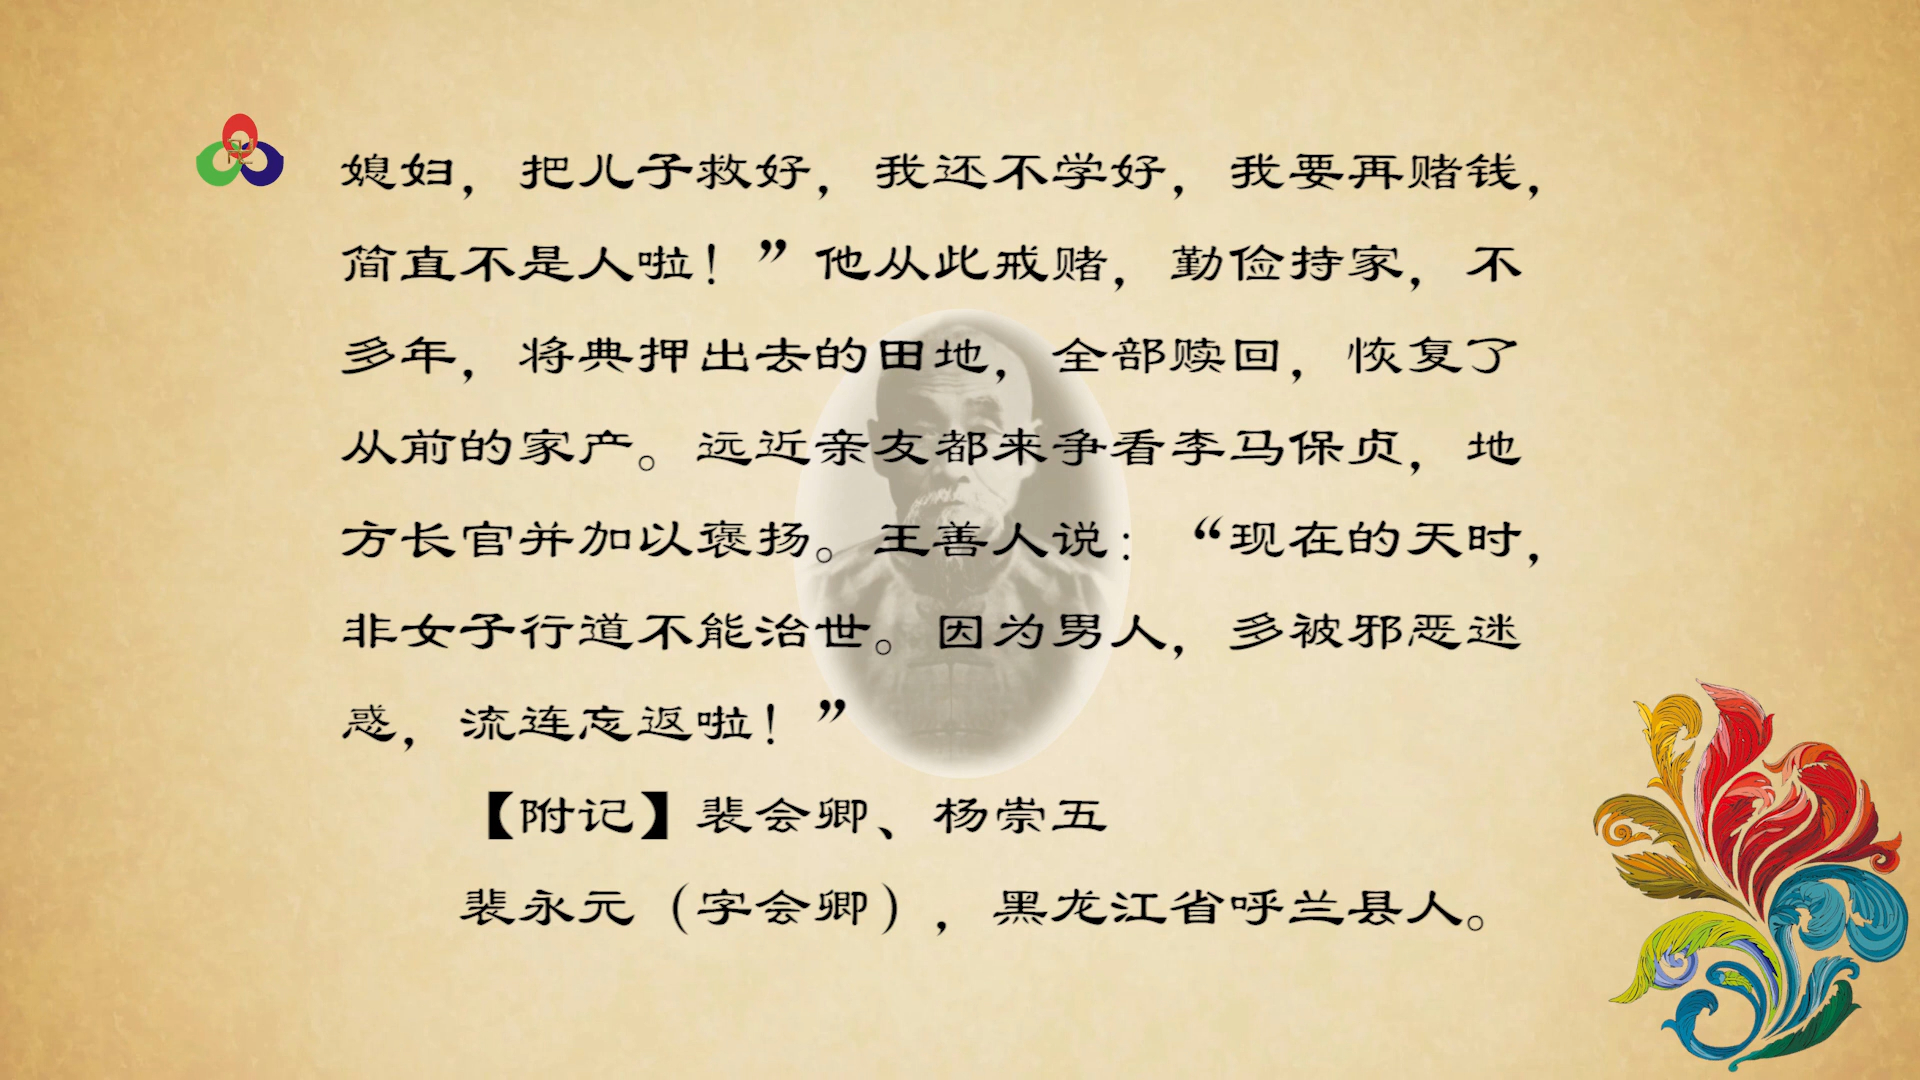 媳妇，把儿子救好，我还不学好，我要再赌钱，
简直不是人啦！”他从此戒赌，勤俭持家，不
多年，将典押出去的田地，全部赎回，恢复了
从前的家产。远近亲友都来争看李马保贞，地
方长官并加以褒扬。王善人说：“现在的天时，
非女子行道不能治世。因为男人，多被邪恶迷
惑，流连忘返啦！”
【附记】裴会卿、杨崇五
裴永元（字会卿），黑龙江省呼兰县人。